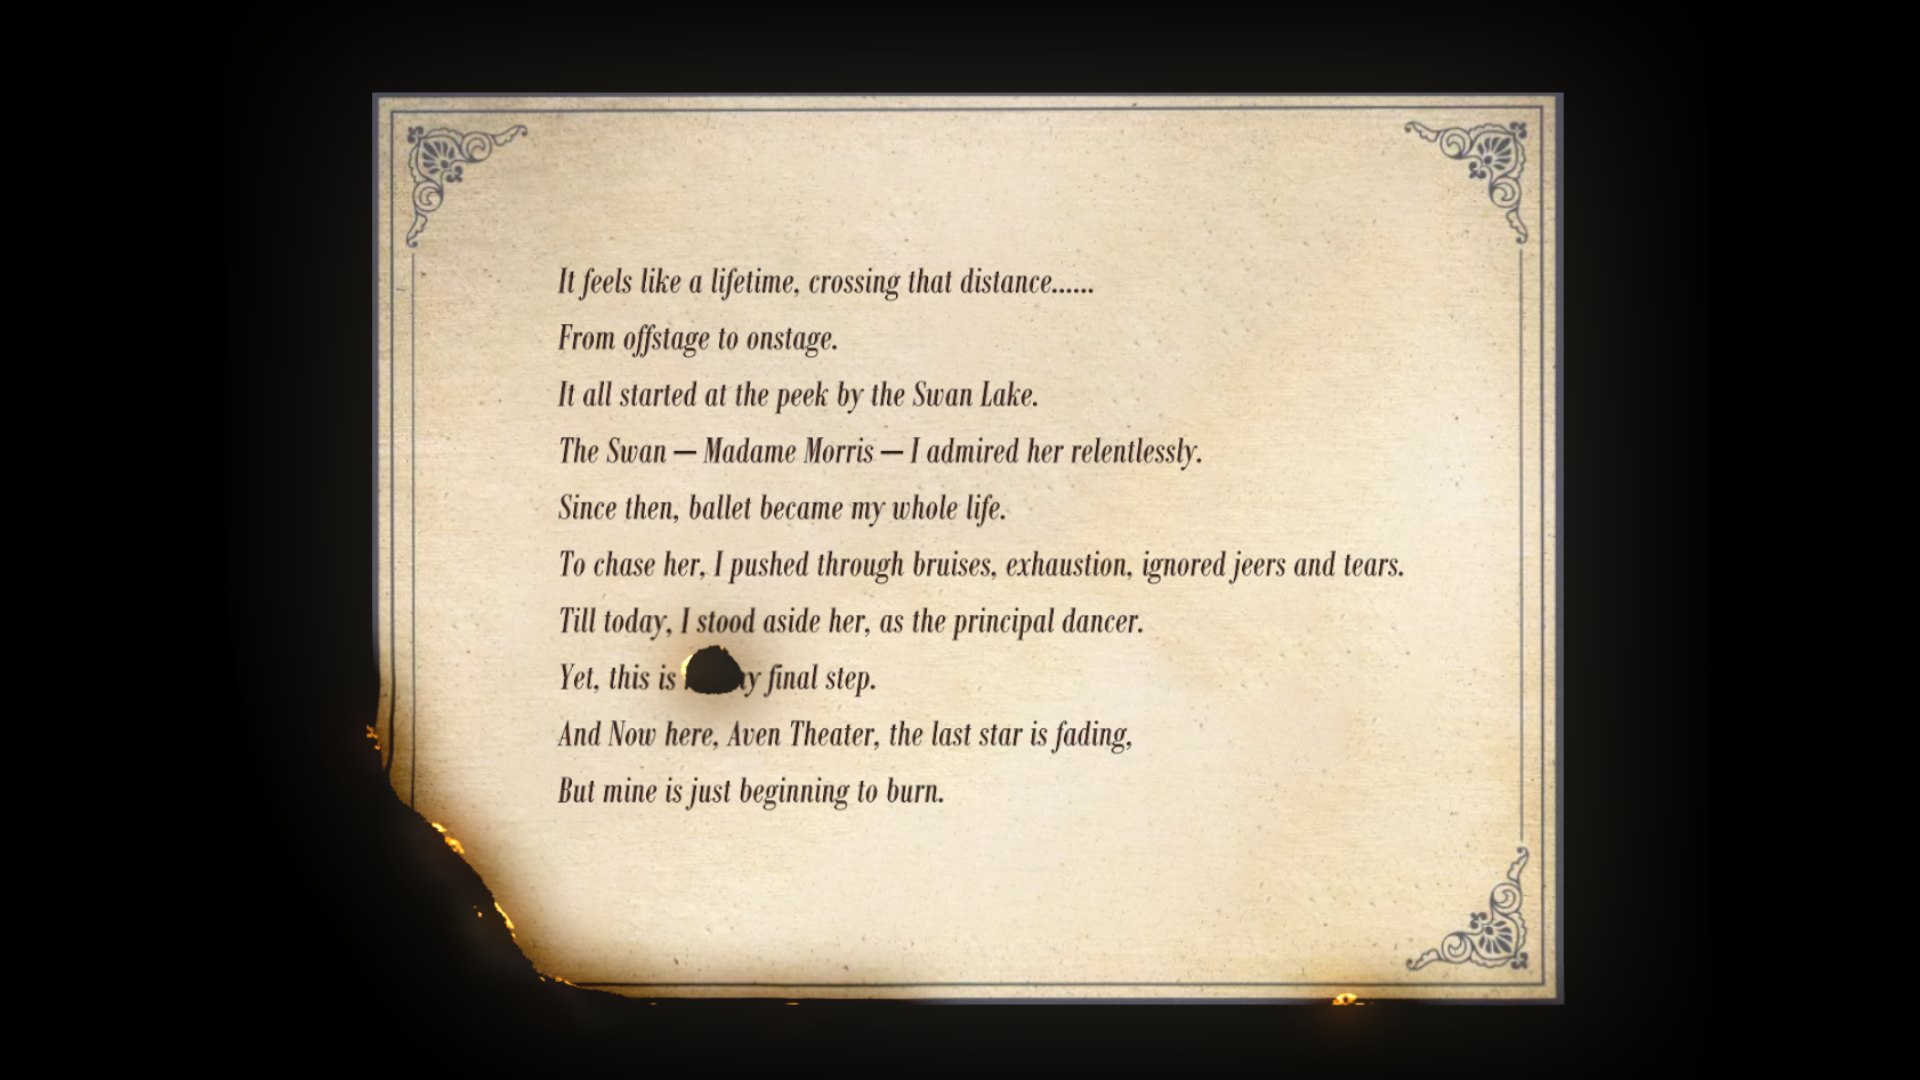 It feels like a lifetime, crossing that distance......
From offstage to onstage.
It all started at the peek by the Swan Lake.
The Swan — Madame Morris — I admired her relentlessly.
Since then, ballet became my whole life.
To chase her, I pushed through bruises, exhaustion, ignored jeers and tears.
Till today, I stood aside her, as the principal dancer.
Yet, this is final step.
And Now here, Aven Theater, the last star is fading,
But mine is just beginning to burn.